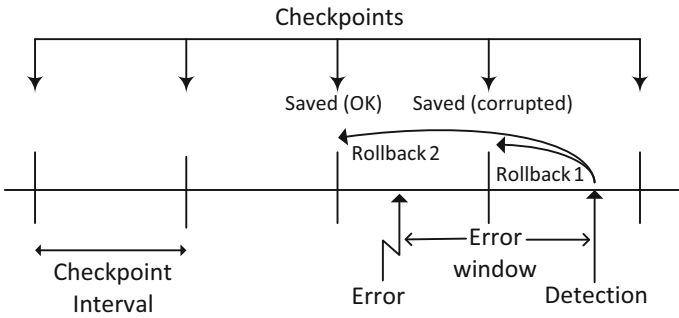 Checkpoints
Saved (OK)
Saved (corrupted)
Rollback 2
Rollback 1
Checkpoint
Interval
Error
Error
window
Detection